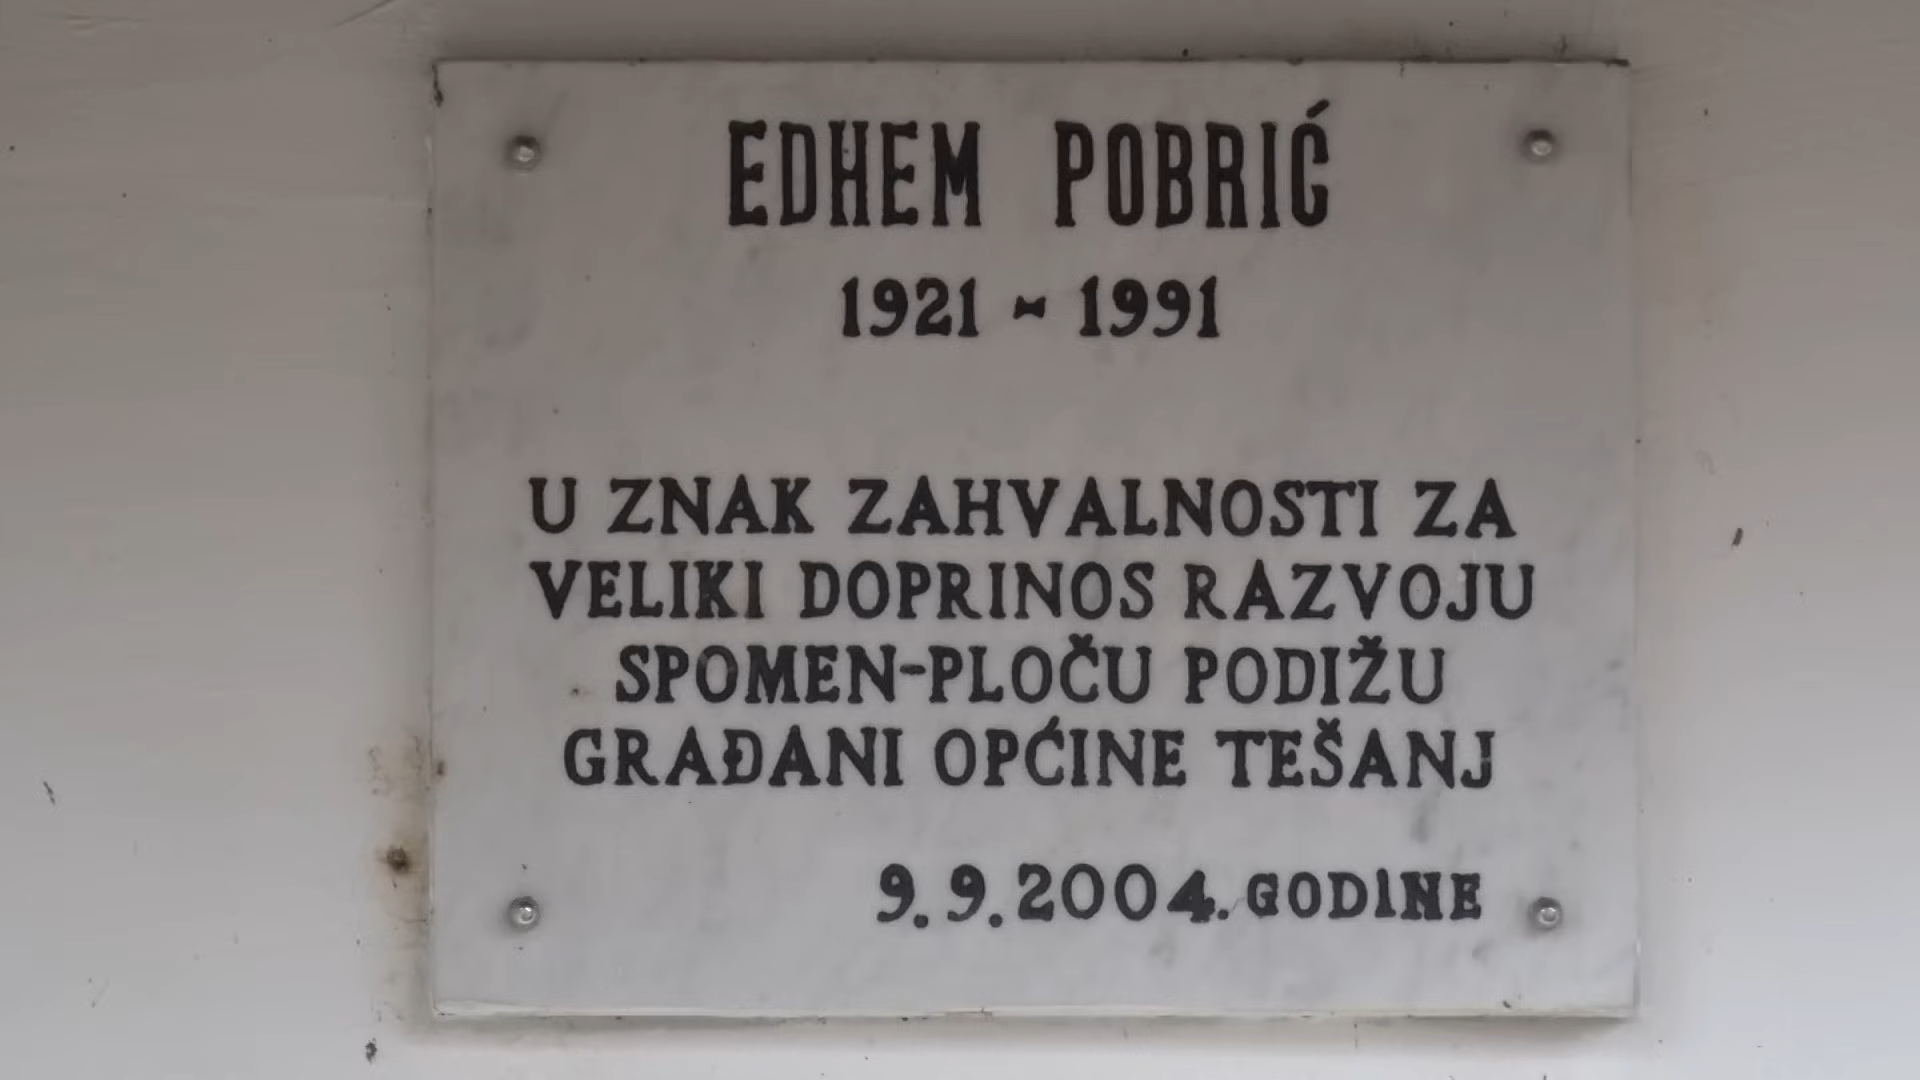 EDHEM POBRIĆ
1921 - 1991
U ZNAK ZAHVALNOSTI ZA
VELIKI DOPRINOS RAZVOJU
SPOMEN-PLOČU PODIŽU
GRAĐANI OPĆINE TEŠANJ
9.9.2004. GODINE